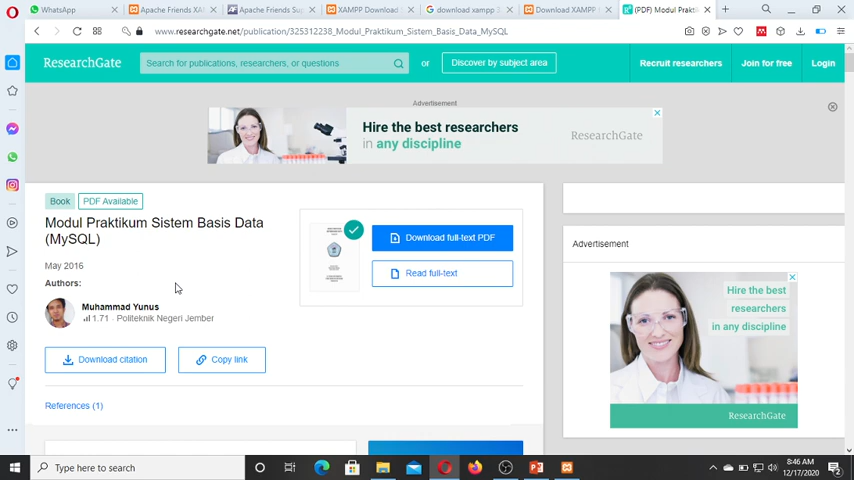 WhatsApp
Apache Friends XAM
Apache Friends Sup
XAMPP Download
download xampp 3
Download XAMPP
(PDF) Modul Prakti
www.researchgate.net/publication/325312238_Modul_Praktikum_Sistem_Basis_Data_MySQL
ResearchGate
Search for publications, researchers, or questions
or
Discover by subject area
Recruit researchers
Join for free
Login
Advertisement
Hire the best researchers
in any discipline
ResearchGate
Book
PDF Available
Modul Praktikum Sistem Basis Data
(MySQL)
May 2016
Authors:
Muhammad Yunus
1.71 · Politeknik Negeri Jember
Download full-text PDF
Read full-text
Download citation
Copy link
References (1)
Advertisement
Hire the best
researchers
in any discipline
ResearchGate
Type here to search
8:46 AM
12/17/2020
2